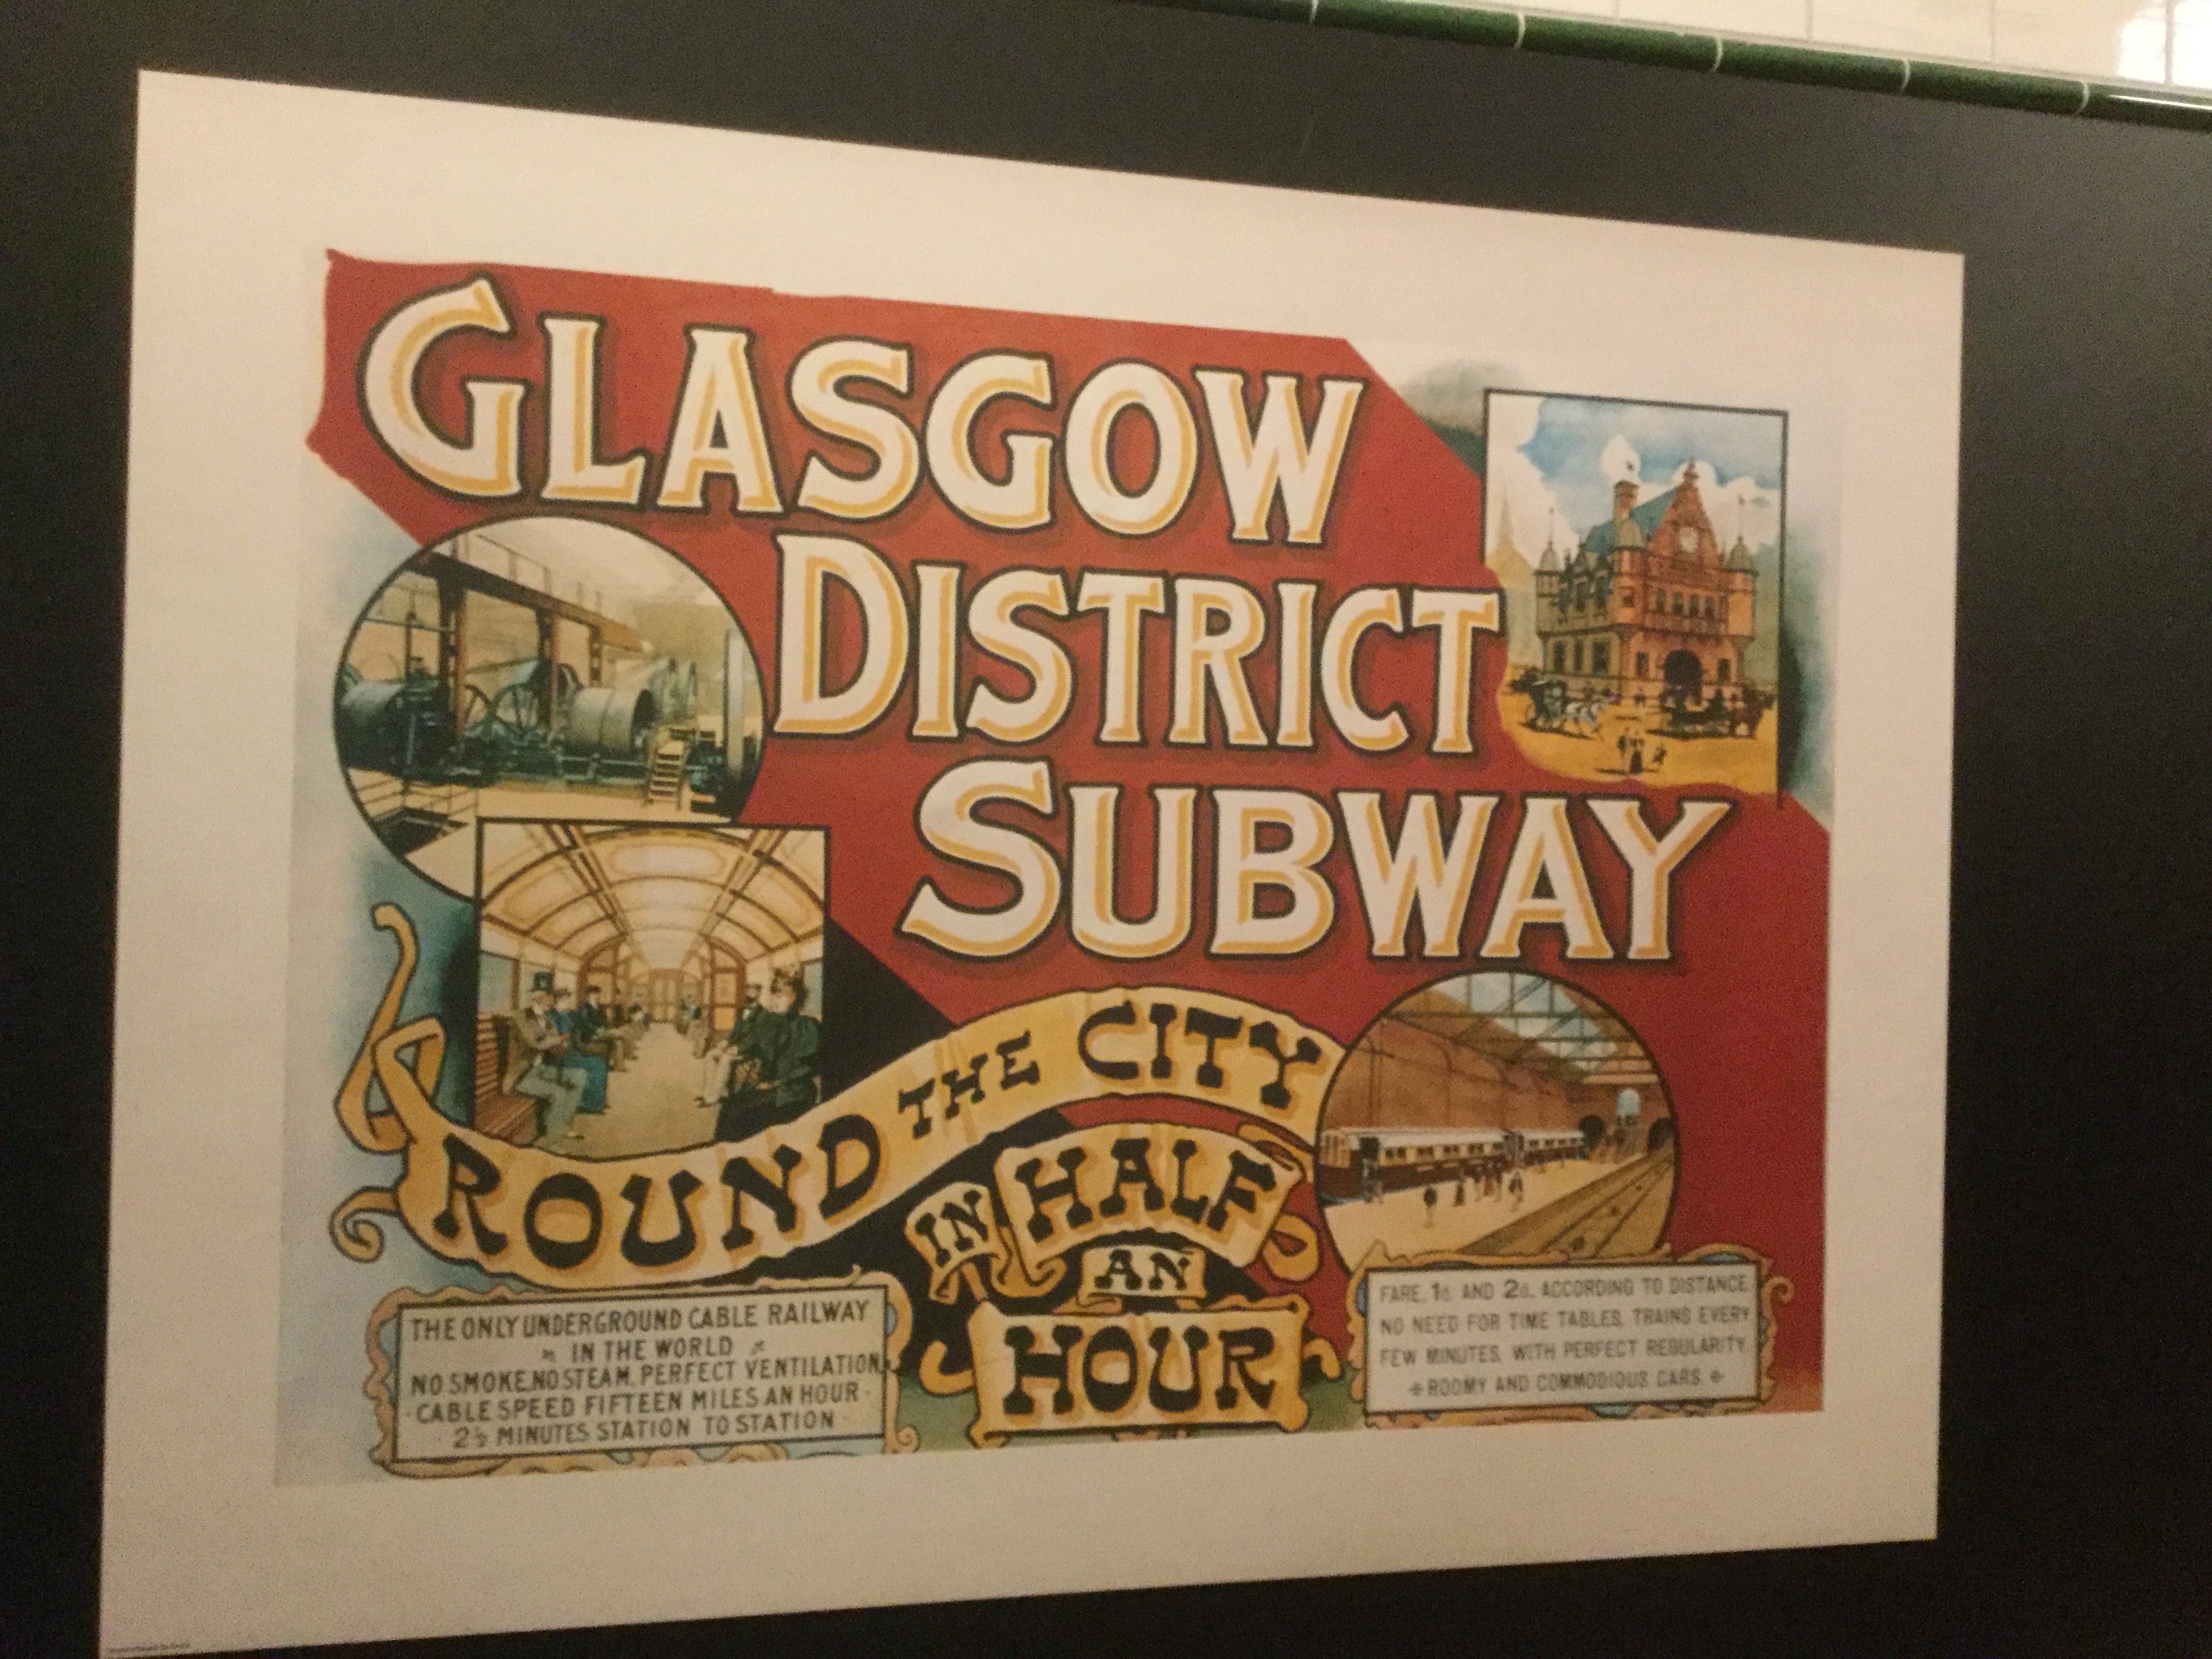 GLASGOW
DISTRICT
SUBWAY
ROUND THE CITY
IN HALF
AN
HOUR
THE ONLY UNDERGROUND CABLE RAILWAY
IN THE WORLD
NO SMOKE.NO STEAM. PERFECT VENTILATION.
·CABLE SPEED FIFTEEN MILES AN HOUR·
· 2½ MINUTES STATION TO STATION ·
FARE, 1d. AND 2d. ACCORDING TO DISTANCE.
NO NEED FOR TIME TABLES. TRAINS EVERY
FEW MINUTES. WITH PERFECT REGULARITY.
ROOMY AND COMMODIOUS CARS.